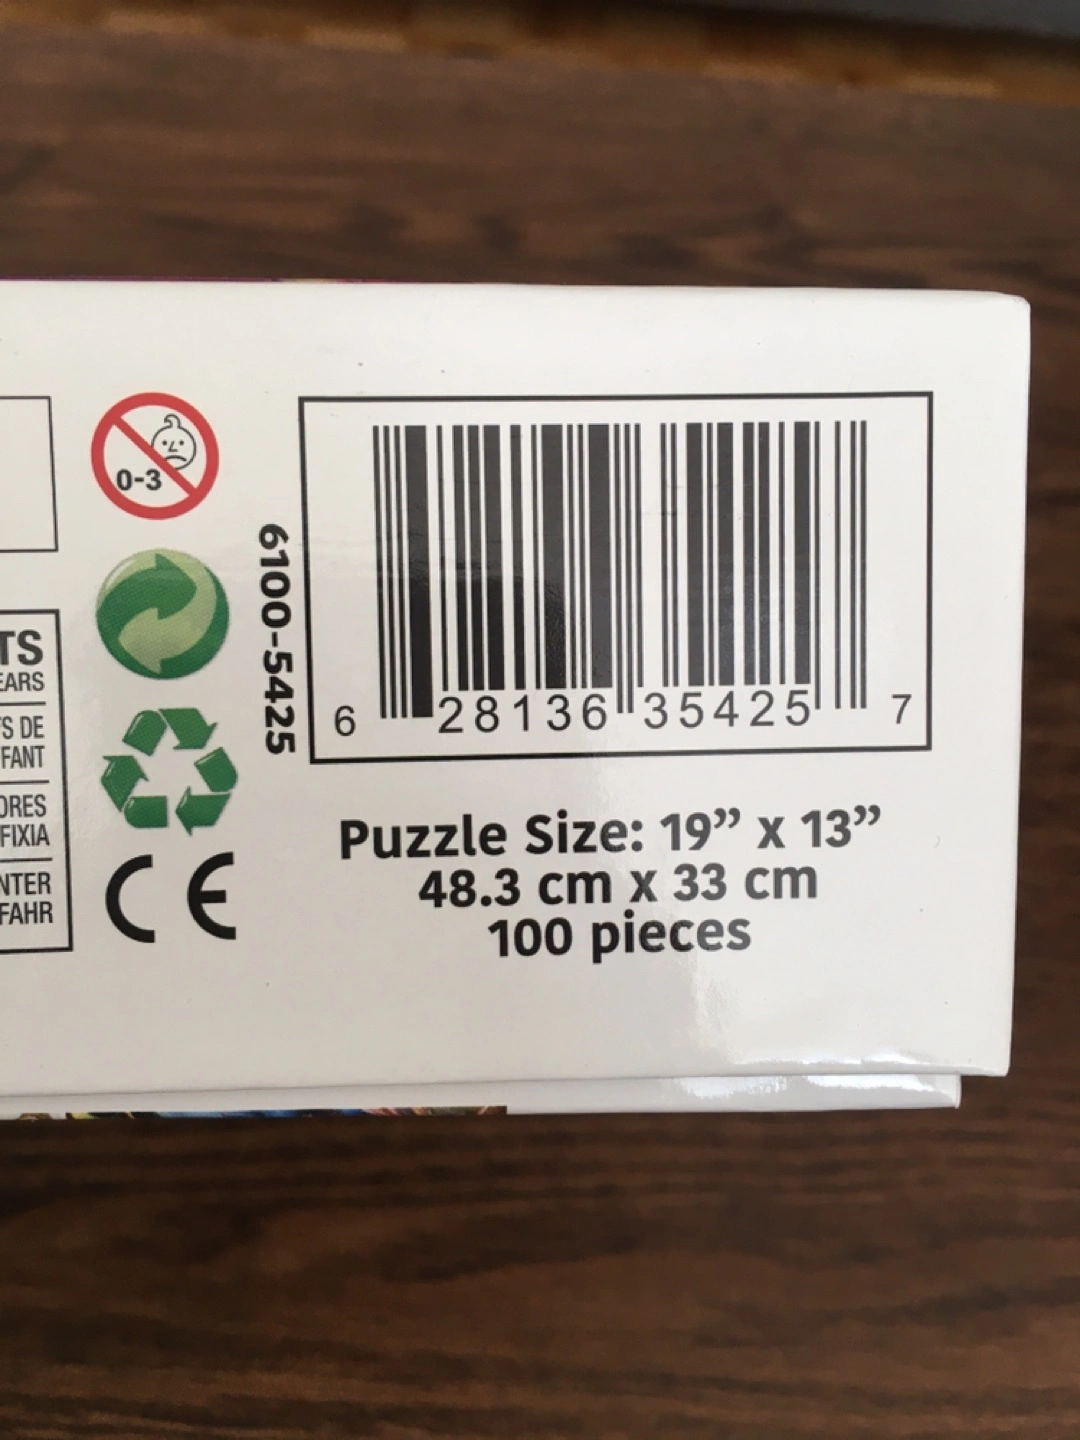 0-3
6100-5425
6 28136 35425 7
TS
EARS
S DE
FANT
ORES
FIXIA
NTER
FAHR
CE
Puzzle Size: 19” x 13”
48.3 cm x 33 cm
100 pieces